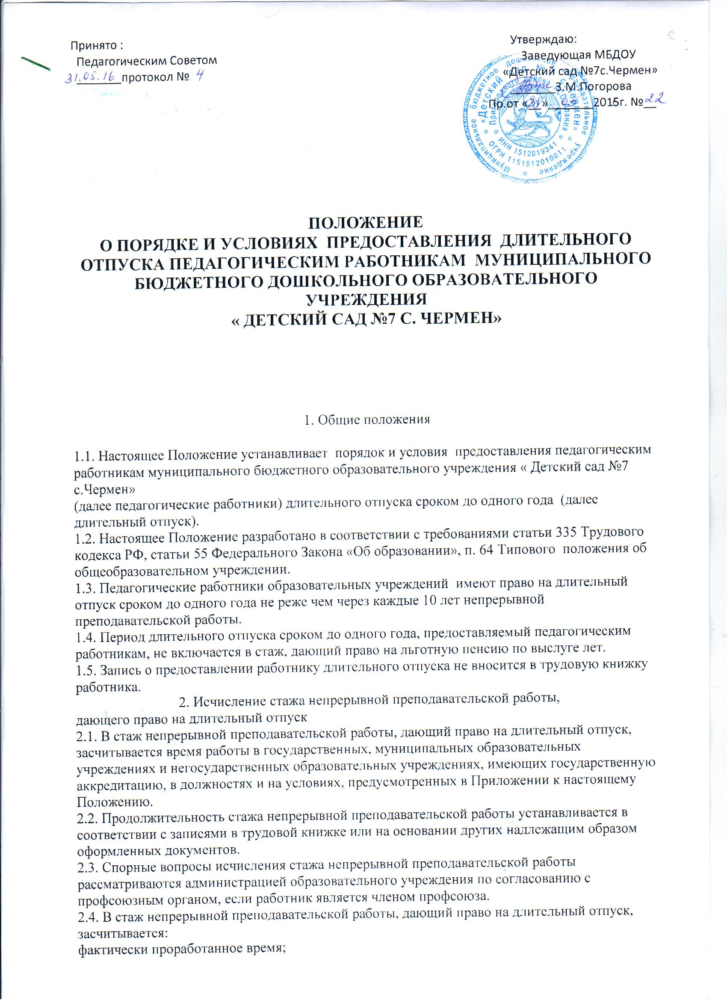 Принято :
Педагогическим Советом
31.05.16 протокол № 4
Утверждаю:
Заведующая МБДОУ
«Детский сад №7с.Чермен»
________З.М.Погорова
Пр.от «31»_______2015г. №22
Муниципальное бюджетное дошкольное образовательное учреждение
«Детский сад № 7 с. Чермен»
Пригородного района
ИНН 1512019341
ОГРН 1151512010011
ПОЛОЖЕНИЕ
О ПОРЯДКЕ И УСЛОВИЯХ ПРЕДОСТАВЛЕНИЯ ДЛИТЕЛЬНОГО
ОТПУСКА ПЕДАГОГИЧЕСКИМ РАБОТНИКАМ МУНИЦИПАЛЬНОГО
БЮДЖЕТНОГО ДОШКОЛЬНОГО ОБРАЗОВАТЕЛЬНОГО
УЧРЕЖДЕНИЯ
« ДЕТСКИЙ САД №7 С. ЧЕРМЕН»
1. Общие положения
1.1. Настоящее Положение устанавливает порядок и условия предоставления педагогическим
работникам муниципального бюджетного образовательного учреждения « Детский сад №7
с.Чермен»
(далее педагогические работники) длительного отпуска сроком до одного года (далее
длительный отпуск).
1.2. Настоящее Положение разработано в соответствии с требованиями статьи 335 Трудового
кодекса РФ, статьи 55 Федерального Закона «Об образовании», п. 64 Типового положения об
общеобразовательном учреждении.
1.3. Педагогические работники образовательных учреждений имеют право на длительный
отпуск сроком до одного года не реже чем через каждые 10 лет непрерывной
преподавательской работы.
1.4. Период длительного отпуска сроком до одного года, предоставляемый педагогическим
работникам, не включается в стаж, дающий право на льготную пенсию по выслуге лет.
1.5. Запись о предоставлении работнику длительного отпуска не вносится в трудовую книжку
работника.
2. Исчисление стажа непрерывной преподавательской работы,
дающего право на длительный отпуск
2.1. В стаж непрерывной преподавательской работы, дающий право на длительный отпуск,
засчитывается время работы в государственных, муниципальных образовательных
учреждениях и негосударственных образовательных учреждениях, имеющих государственную
аккредитацию, в должностях и на условиях, предусмотренных в Приложении к настоящему
Положению.
2.2. Продолжительность стажа непрерывной преподавательской работы устанавливается в
соответствии с записями в трудовой книжке или на основании других надлежащим образом
оформленных документов.
2.3. Спорные вопросы исчисления стажа непрерывной преподавательской работы
рассматриваются администрацией образовательного учреждения по согласованию с
профсоюзным органом, если работник является членом профсоюза.
2.4. В стаж непрерывной преподавательской работы, дающий право на длительный отпуск,
засчитывается:
фактически проработанное время;